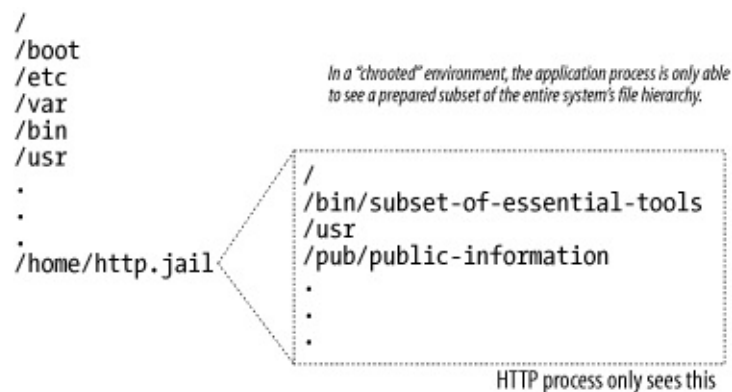 /
/boot
/etc
/var
/bin
/usr
.
.
.
/home/http.jail
In a “chrooted” environment, the application process is only able
to see a prepared subset of the entire system’s file hierarchy.
/
/bin/subset-of-essential-tools
/usr
/pub/public-information
.
.
.
HTTP process only sees this